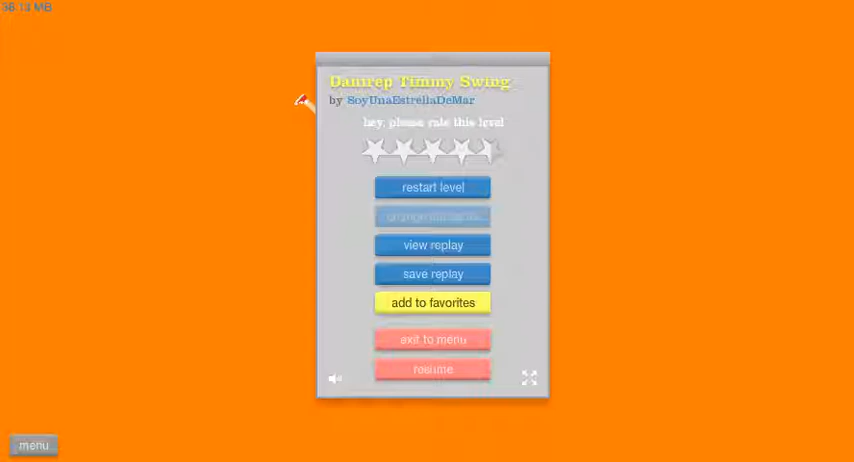 36.13 MB
Damrep Timmy Swing
by SoyUnaEstrellaDeMar
hey, please rate this level
restart level
view replay
save replay
add to favorites
exit to menu
resume
menu